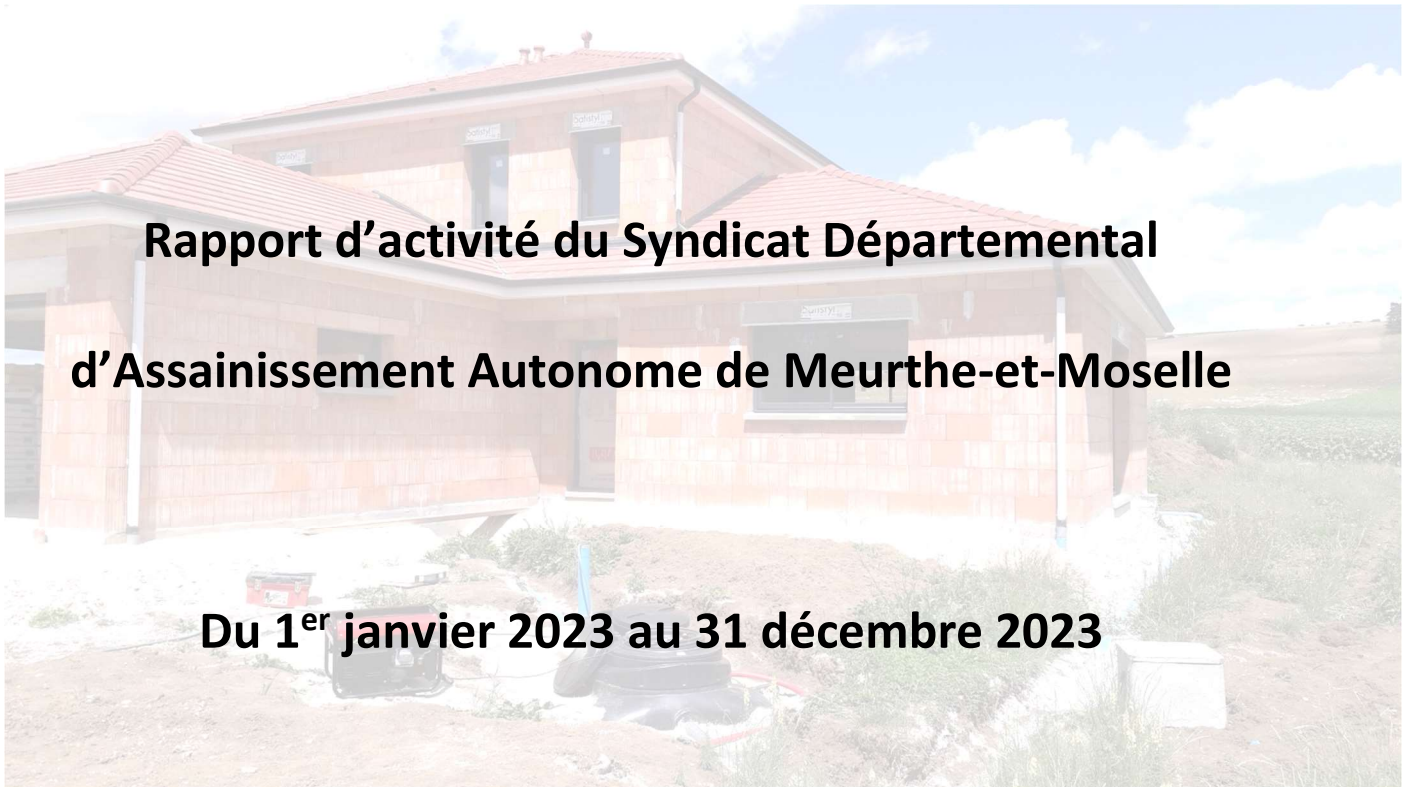 Rapport d’activité du Syndicat Départemental
d’Assainissement Autonome de Meurthe-et-Moselle
Du 1er janvier 2023 au 31 décembre 2023